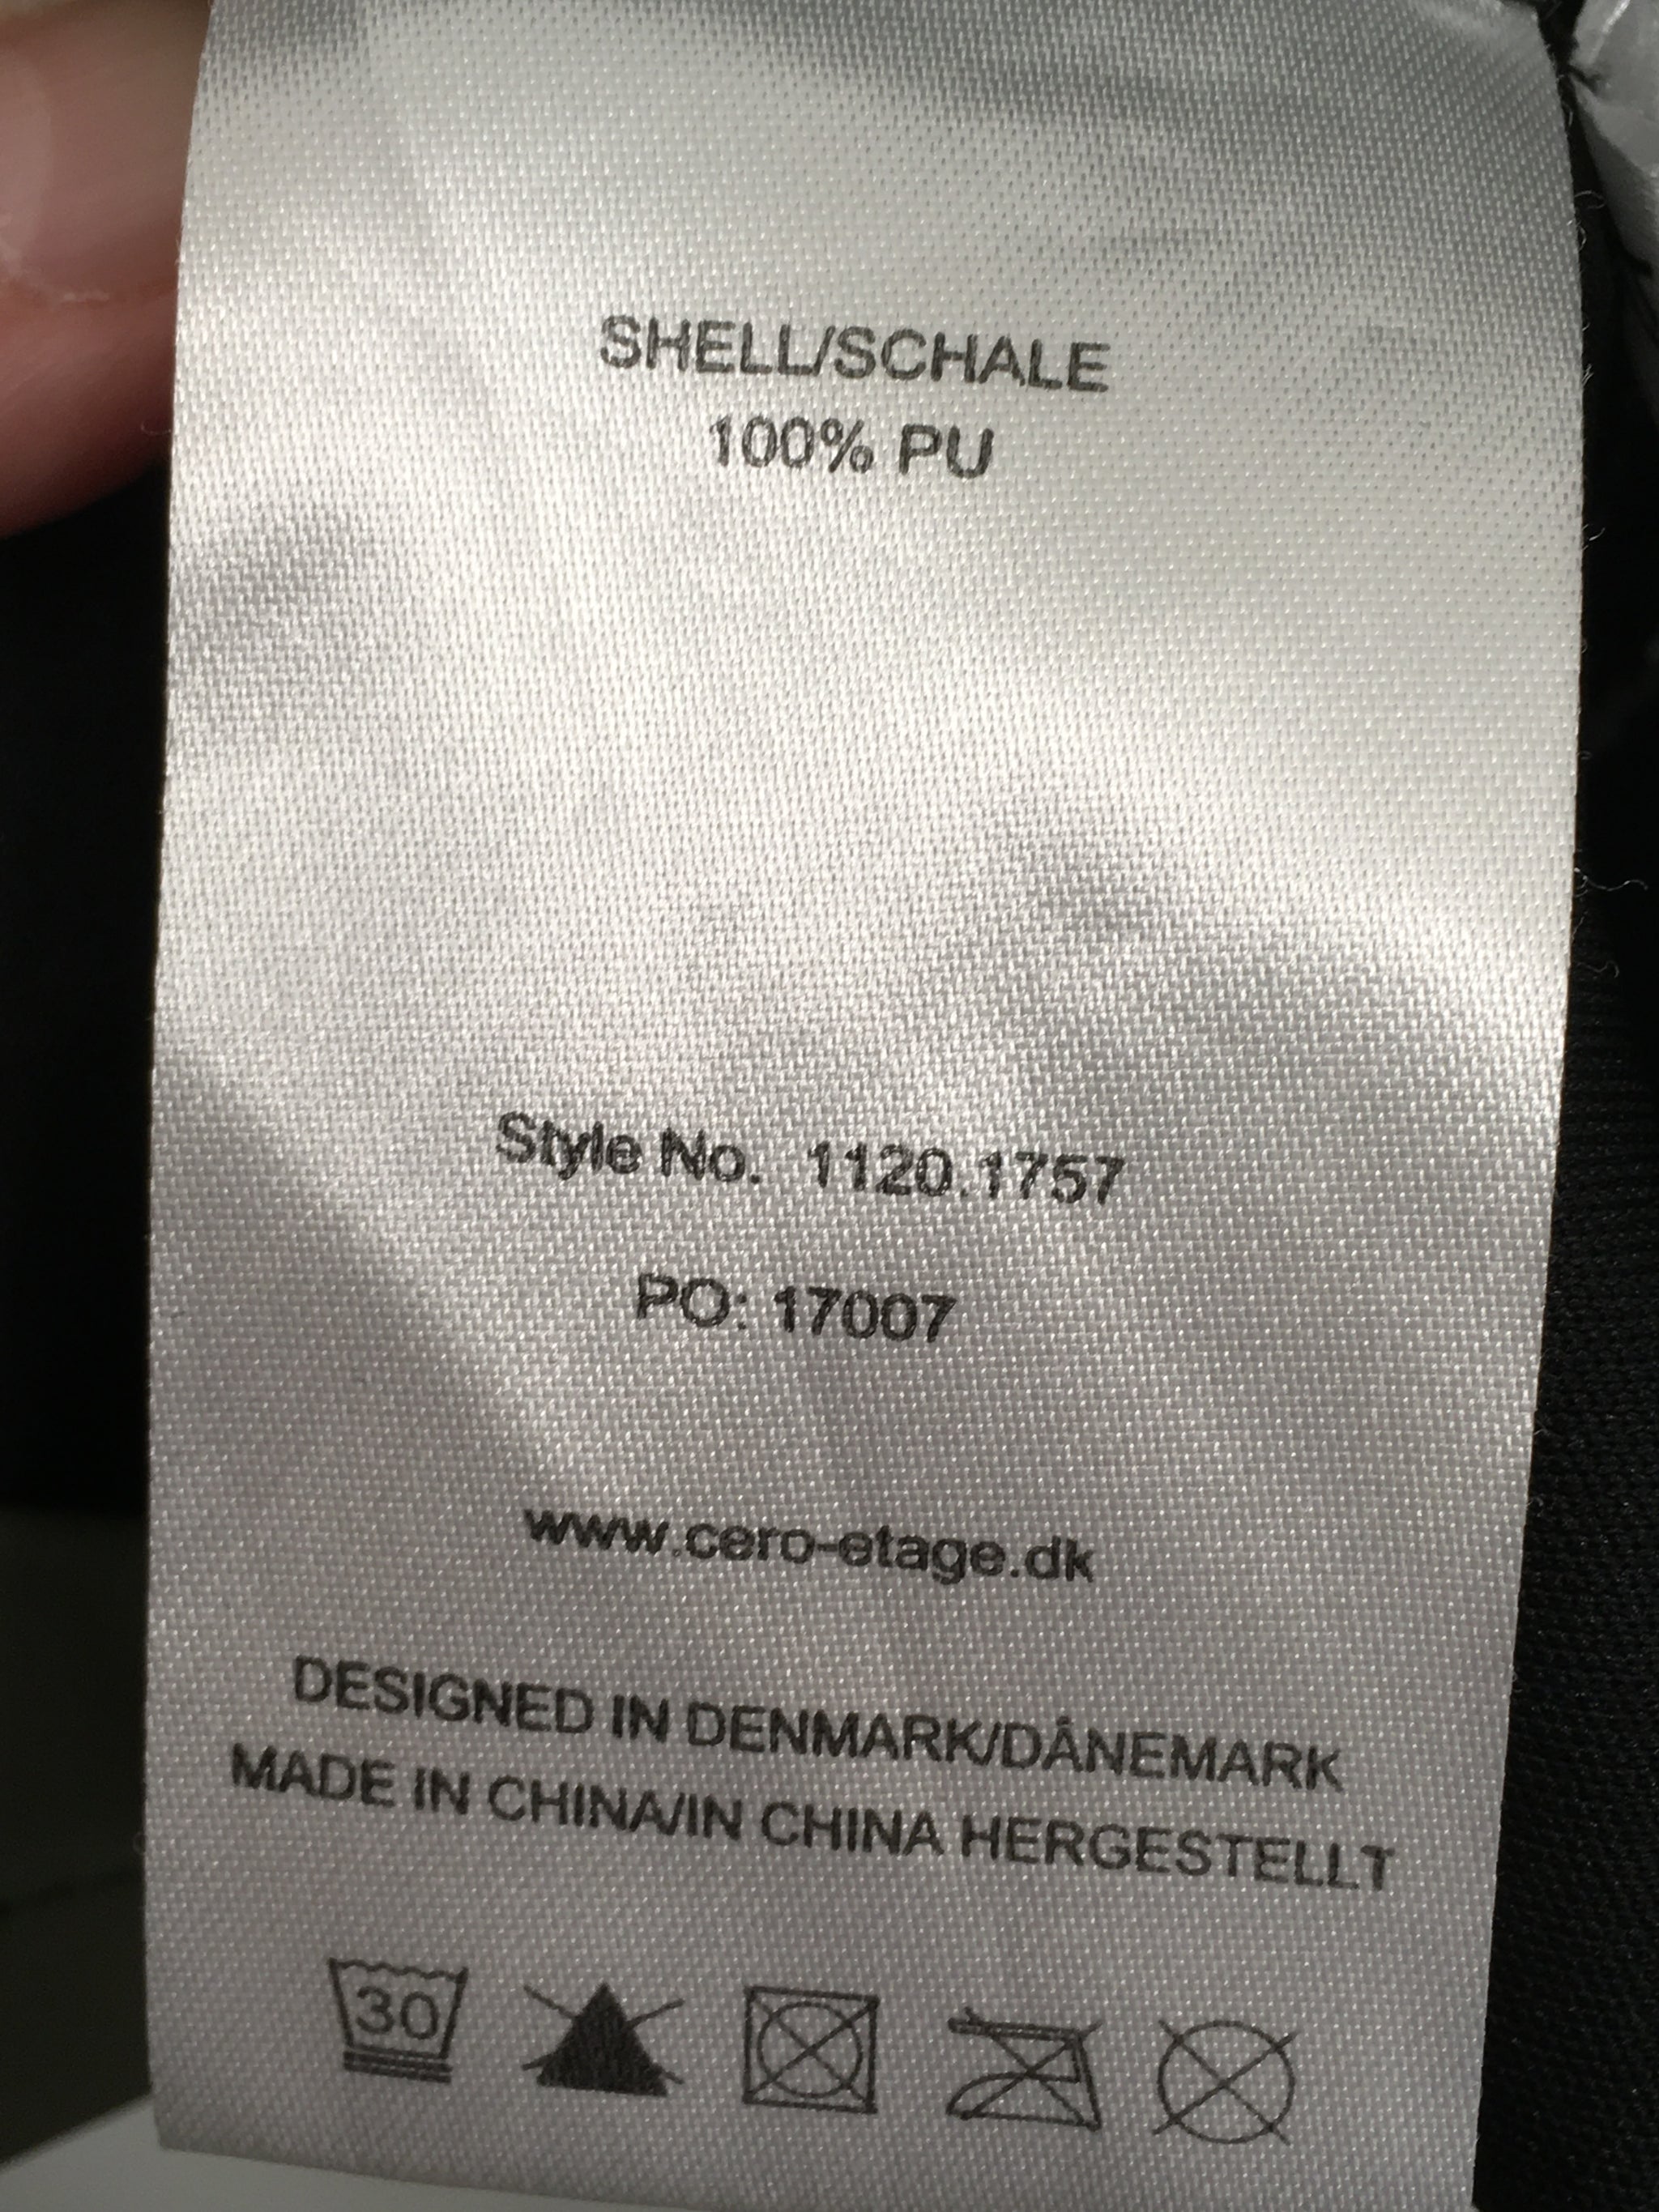 SHELL/SCHALE
100% PU
Style No. 1120.1757
PO: 17007
www.cero-etage.dk
DESIGNED IN DENMARK/DÄNEMARK
MADE IN CHINA/IN CHINA HERGESTELLT
30